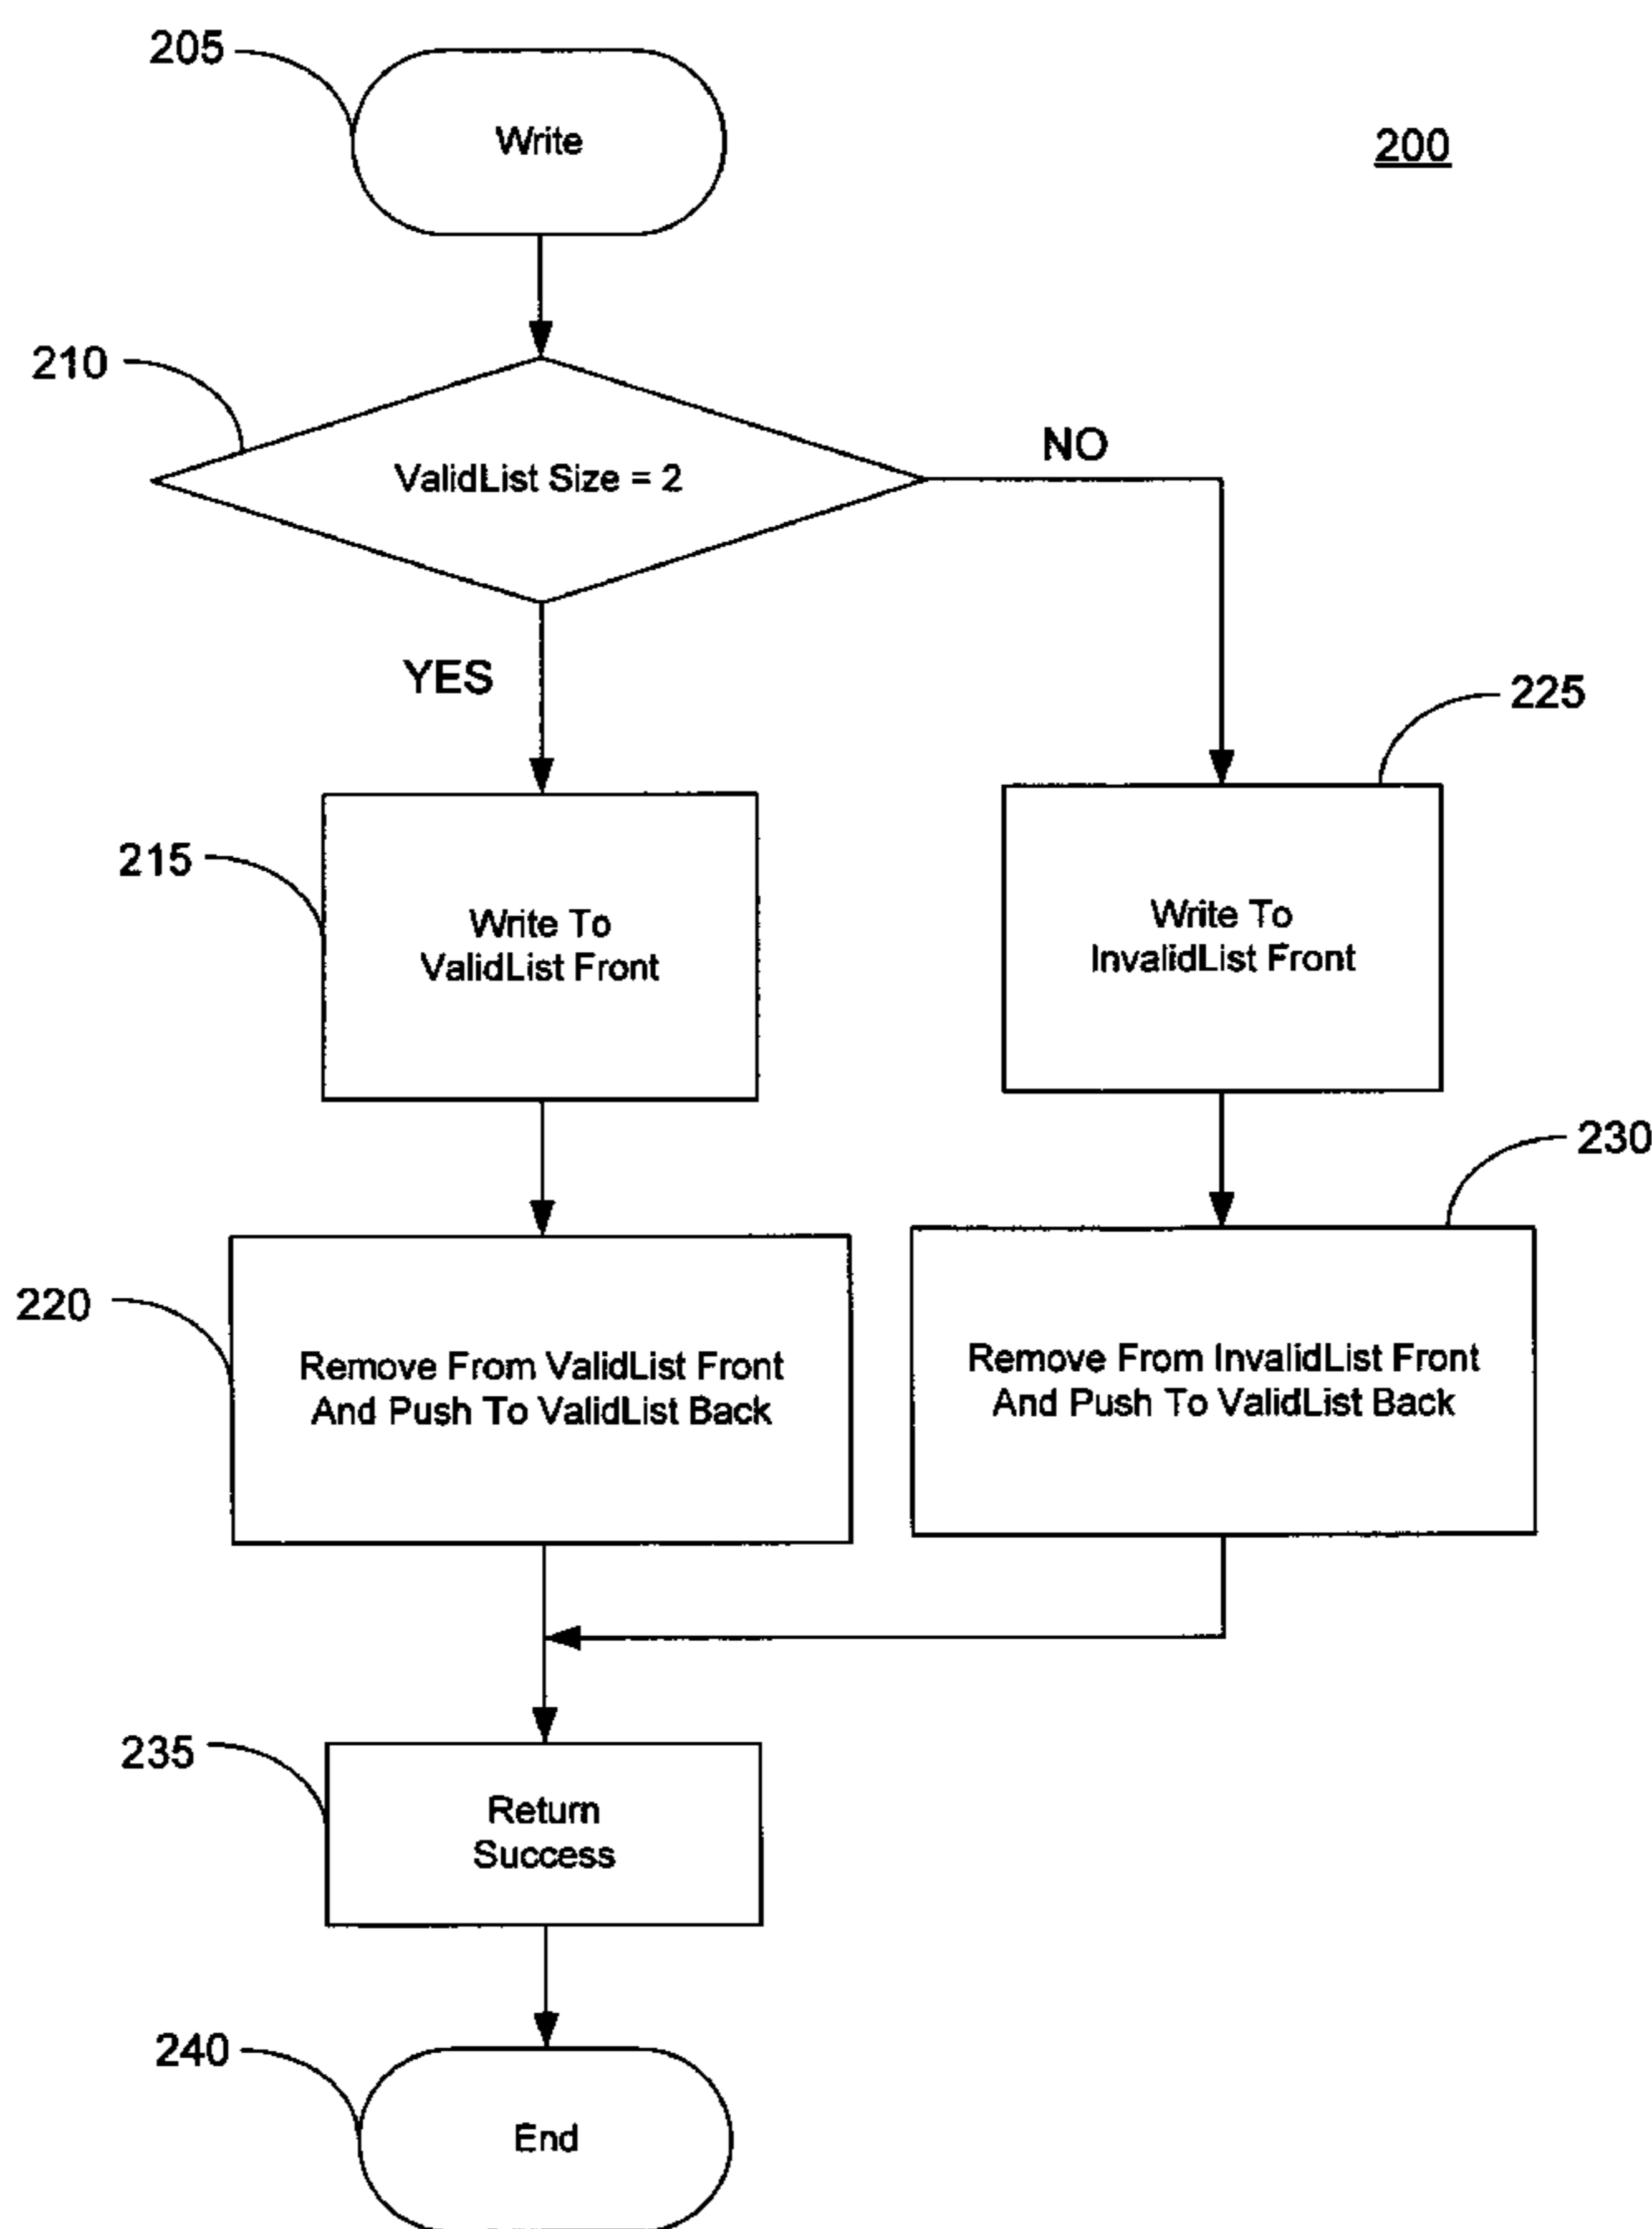 205
Write
200
210
ValidList Size = 2
NO
YES
225
215
Write To
ValidList Front
Write To
InvalidList Front
230
220
Remove From ValidList Front
And Push To ValidList Back
Remove From InvalidList Front
And Push To ValidList Back
235
Return
Success
240
End